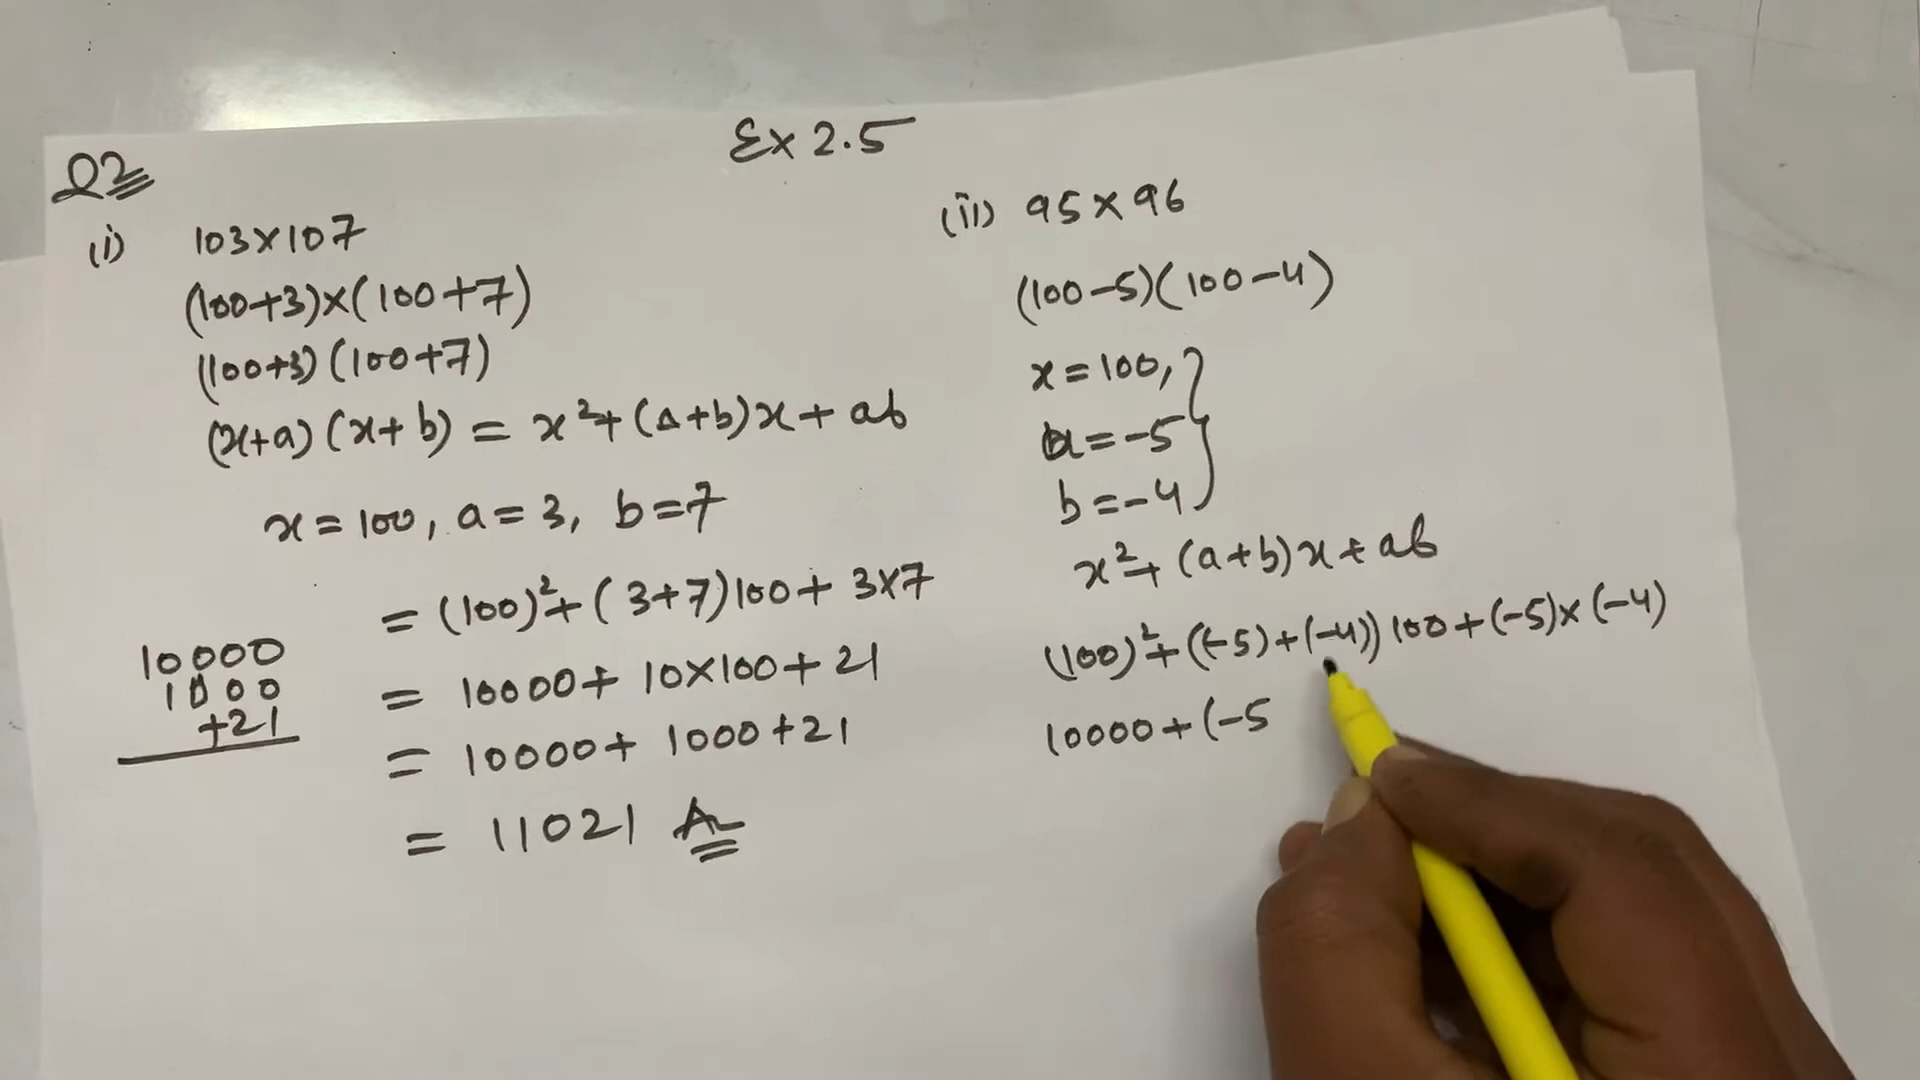 Ex 2.5
Q2
(i) 103×107
(100+3)×(100+7)
(100+3)(100+7)
(x+a)(x+b) = x²+(a+b)x+ab
x=100, a=3, b=7
= (100)²+(3+7)100+3×7
= 10000+10×100+21
= 10000+1000+21
= 11021
10000
1000
+21
(ii) 95×96
(100-5)(100-4)
x=100,
a=-5
b=-4
x²+(a+b)x+ab
(100)²+((-5)+(-4))100+(-5)×(-4)
10000+(-5